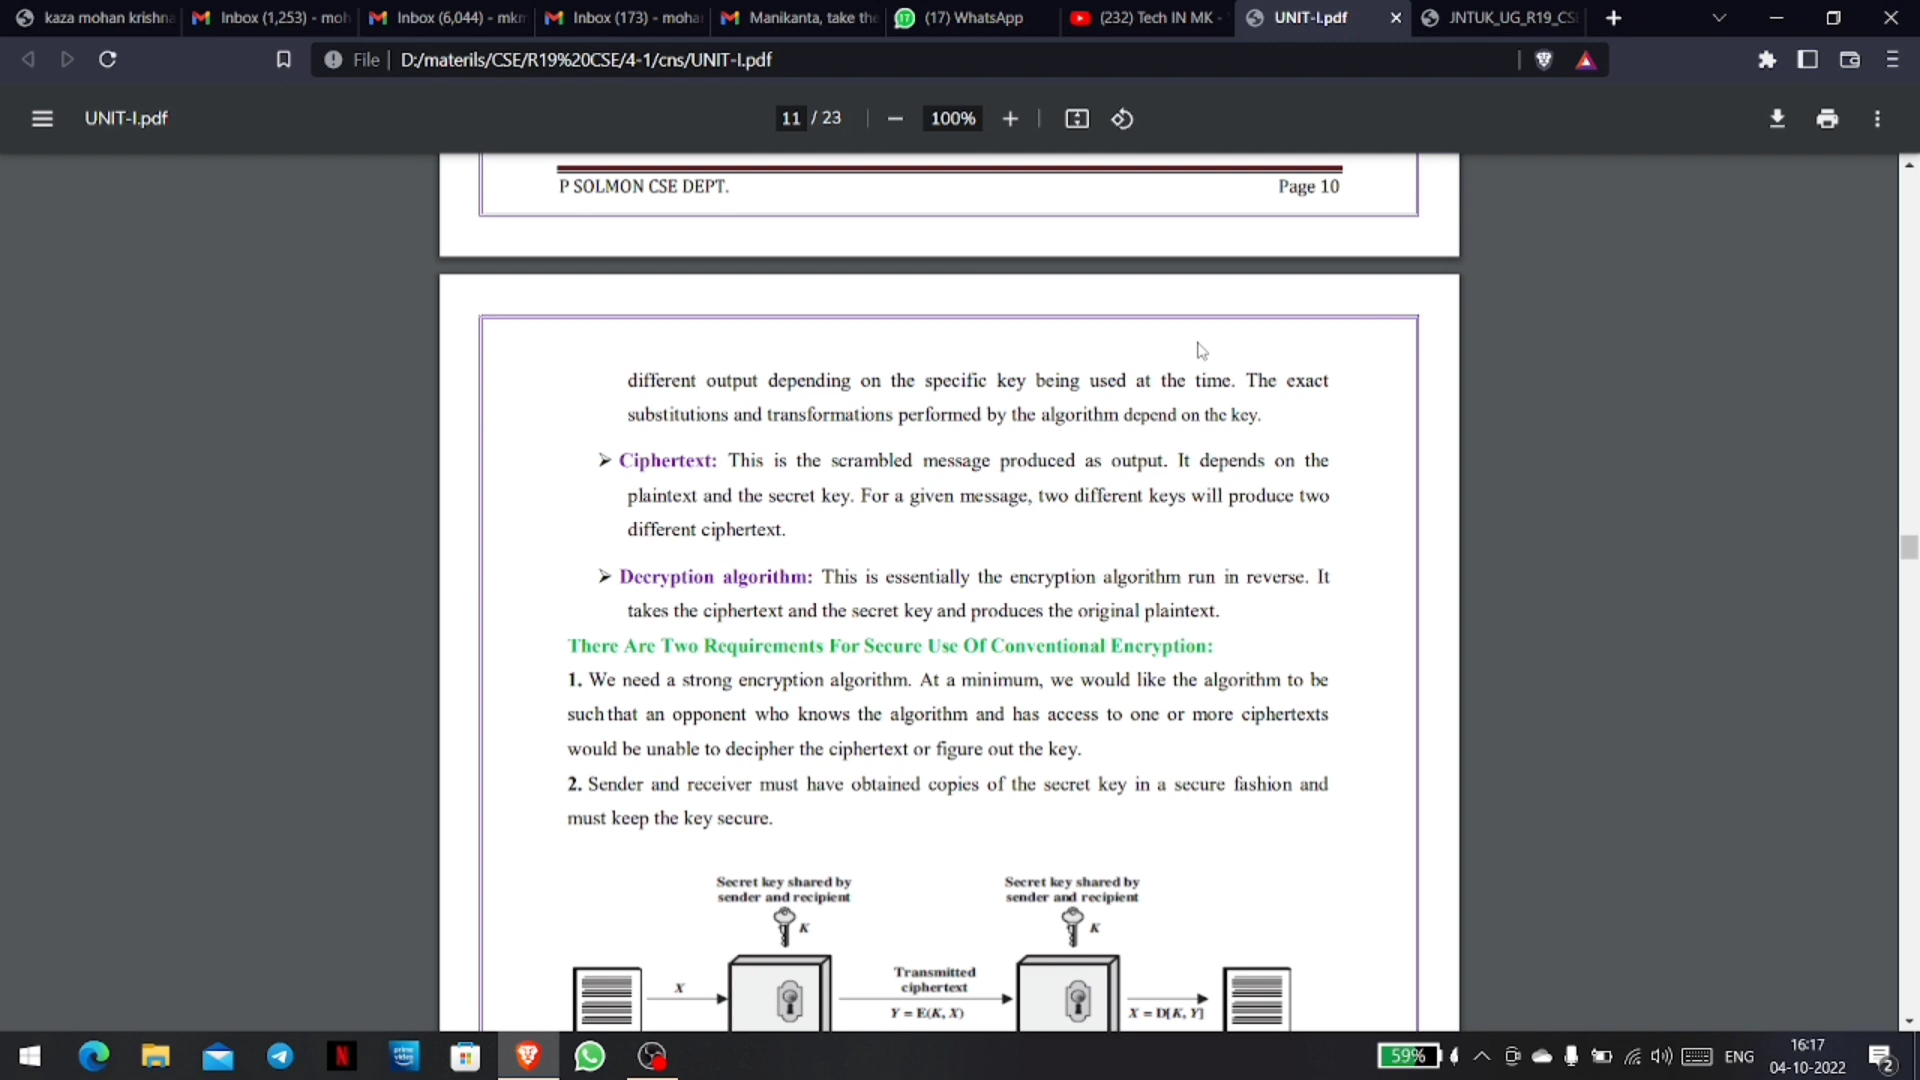 kaza mohan krishna
Inbox (1,253) - moh
Inbox (6,044) - mkm
Inbox (173) - moha
Manikanta, take the
(17) WhatsApp
(232) Tech IN MK -
UNIT-I.pdf
JNTUK_UG_R19_CS
File
D:/materils/CSE/R19%20CSE/4-1/cns/UNIT-I.pdf
UNIT-I.pdf
11 / 23
100%
P SOLMON CSE DEPT. Page 10
different output depending on the specific key being used at the time. The exact
substitutions and transformations performed by the algorithm depend on the key.
➢ Ciphertext: This is the scrambled message produced as output. It depends on the
plaintext and the secret key. For a given message, two different keys will produce two
different ciphertext.
➢ Decryption algorithm: This is essentially the encryption algorithm run in reverse. It
takes the ciphertext and the secret key and produces the original plaintext.
There Are Two Requirements For Secure Use Of Conventional Encryption:
1. We need a strong encryption algorithm. At a minimum, we would like the algorithm to be
such that an opponent who knows the algorithm and has access to one or more ciphertexts
would be unable to decipher the ciphertext or figure out the key.
2. Sender and receiver must have obtained copies of the secret key in a secure fashion and
must keep the key secure.
Secret key shared by
sender and recipient
K
Secret key shared by
sender and recipient
K
X
Transmitted
ciphertext
Y = E(K, X)
X = D[K, Y]
59%
ENG
16:17
04-10-2022
2